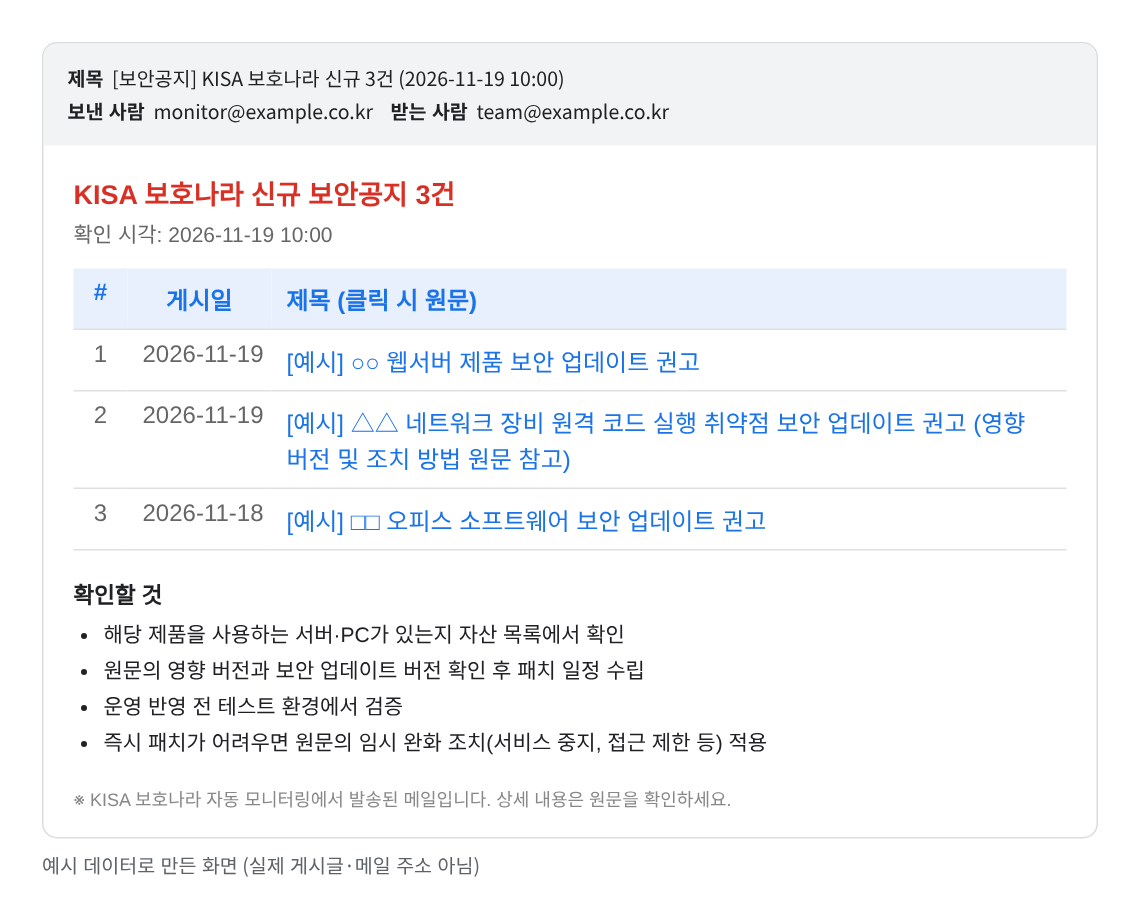 제목 [보안공지] KISA 보호나라 신규 3건 (2026-11-19 10:00)
보낸 사람 monitor@example.co.kr 받는 사람 team@example.co.kr
KISA 보호나라 신규 보안공지 3건
확인 시각: 2026-11-19 10:00
# 게시일 제목 (클릭 시 원문)
1 2026-11-19 [예시] ○○ 웹서버 제품 보안 업데이트 권고
2 2026-11-19 [예시] △△ 네트워크 장비 원격 코드 실행 취약점 보안 업데이트 권고 (영향
버전 및 조치 방법 원문 참고)
3 2026-11-18 [예시] □□ 오피스 소프트웨어 보안 업데이트 권고
확인할 것
• 해당 제품을 사용하는 서버·PC가 있는지 자산 목록에서 확인
• 원문의 영향 버전과 보안 업데이트 버전 확인 후 패치 일정 수립
• 운영 반영 전 테스트 환경에서 검증
• 즉시 패치가 어려우면 원문의 임시 완화 조치(서비스 중지, 접근 제한 등) 적용
※ KISA 보호나라 자동 모니터링에서 발송된 메일입니다. 상세 내용은 원문을 확인하세요.
예시 데이터로 만든 화면 (실제 게시글·메일 주소 아님)